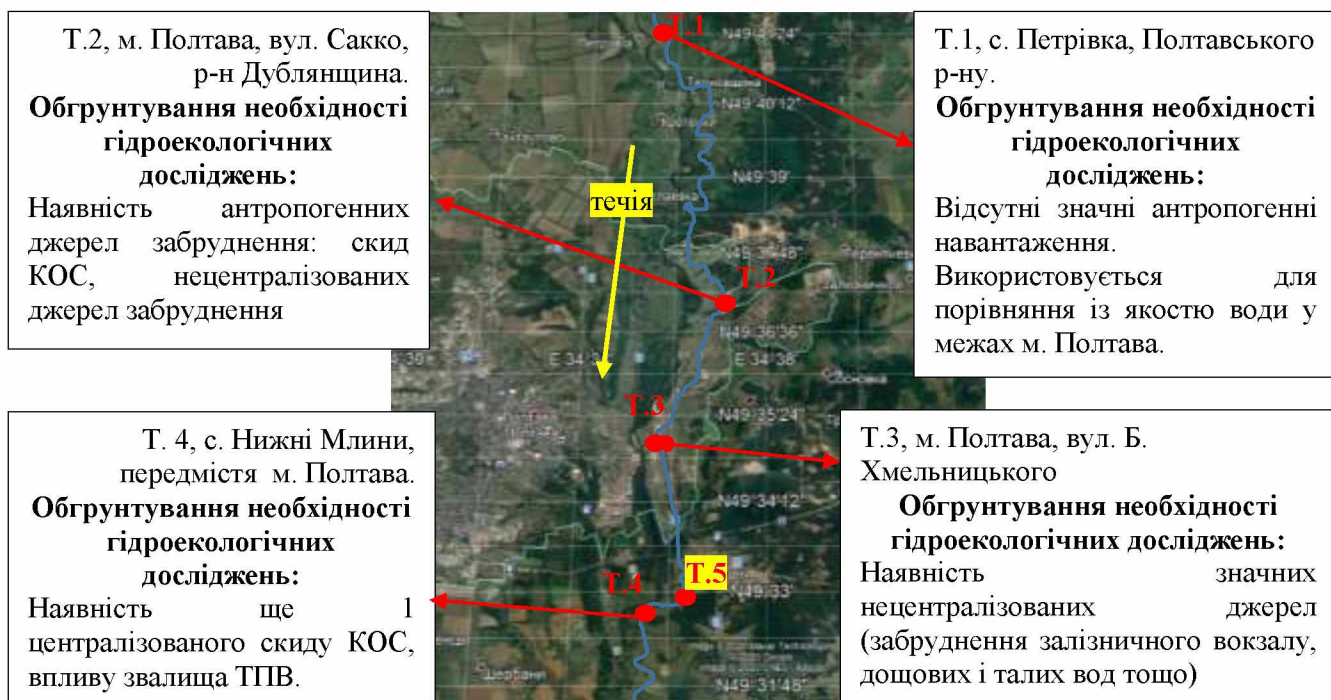 Т.2, м. Полтава, вул. Сакко,
р-н Дублянщина.
Обгрунтування необхідності
гідроекологічних
досліджень:
Наявність антропогенних
джерел забруднення: скид
КОС, нецентралізованих
джерел забруднення
Т.1, с. Петрівка, Полтавського
р-ну.
Обгрунтування необхідності
гідроекологічних
досліджень:
Відсутні значні антропогенні
навантаження.
Використовується для
порівняння із якостю води у
межах м. Полтава.
Т. 4, с. Нижні Млини,
передмістя м. Полтава.
Обгрунтування необхідності
гідроекологічних
досліджень:
Наявність ще 1
централізованого скиду КОС,
впливу звалища ТПВ.
Т.3, м. Полтава, вул. Б.
Хмельницького
Обгрунтування необхідності
гідроекологічних досліджень:
Наявність значних
нецентралізованих джерел
(забруднення залізничного вокзалу,
дощових і талих вод тощо)
Т.1
N49°40'12"
N49°39'
течія
Т.2
N49°36'36"
E 34°36'
Т.3
N49°35'24"
N49°34'12"
Т.4
Т.5
N49°33'
N49°31'48"